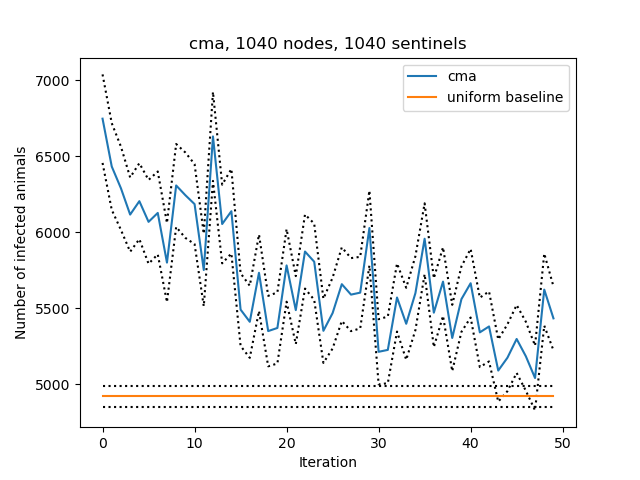 cma, 1040 nodes, 1040 sentinels
cma
uniform baseline
Number of infected animals
7000
6500
6000
5500
5000
0
10
20
30
40
50
Iteration